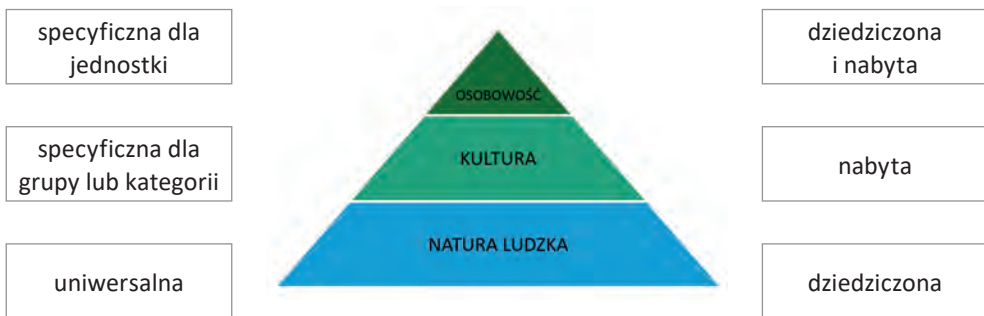 specyficzna dla
jednostki
OSOBOWOŚĆ
dziedziczona
i nabyta
specyficzna dla
grupy lub kategorii
KULTURA
nabyta
uniwersalna
NATURA LUDZKA
dziedziczona